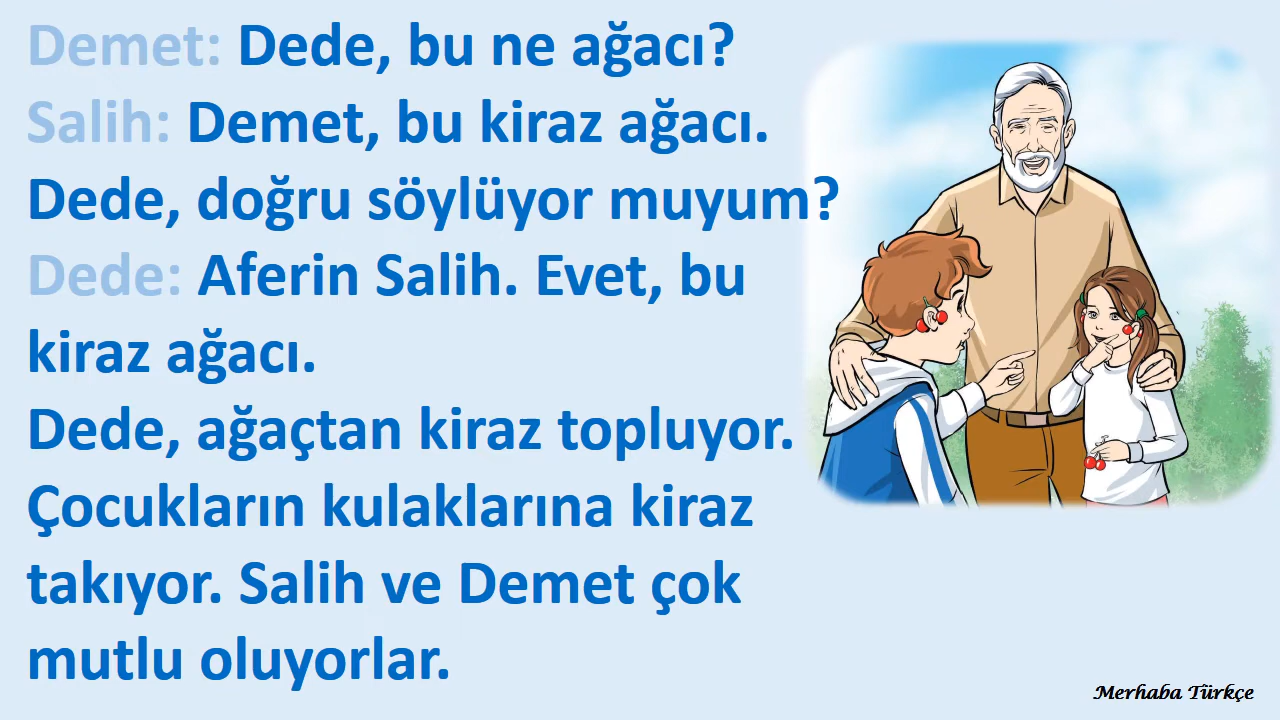 Demet: Dede, bu ne ağacı?
Salih: Demet, bu kiraz ağacı.
Dede, doğru söylüyor muyum?
Dede: Aferin Salih. Evet, bu
kiraz ağacı.
Dede, ağaçtan kiraz topluyor.
Çocukların kulaklarına kiraz
takıyor. Salih ve Demet çok
mutlu oluyorlar.
Merhaba Türkçe